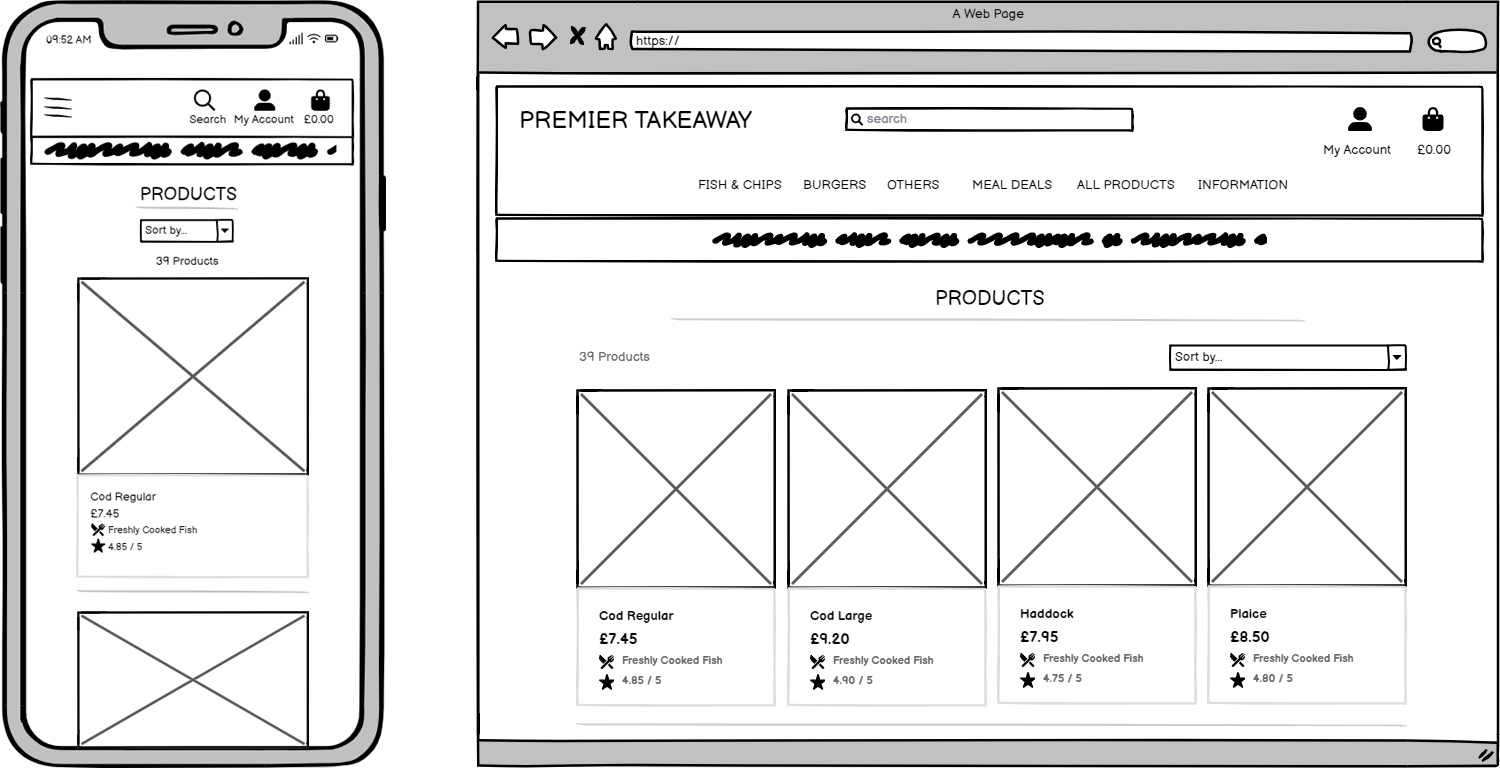 09:52 AM
Search My Account £0.00
PRODUCTS
Sort by...
39 Products
Cod Regular
£7.45
Freshly Cooked Fish
4.85 / 5
A Web Page
https://
PREMIER TAKEAWAY
search
My Account £0.00
FISH & CHIPS BURGERS OTHERS MEAL DEALS ALL PRODUCTS INFORMATION
PRODUCTS
39 Products
Sort by...
Cod Regular
£7.45
Freshly Cooked Fish
4.85 / 5
Cod Large
£9.20
Freshly Cooked Fish
4.90 / 5
Haddock
£7.95
Freshly Cooked Fish
4.75 / 5
Plaice
£8.50
Freshly Cooked Fish
4.80 / 5